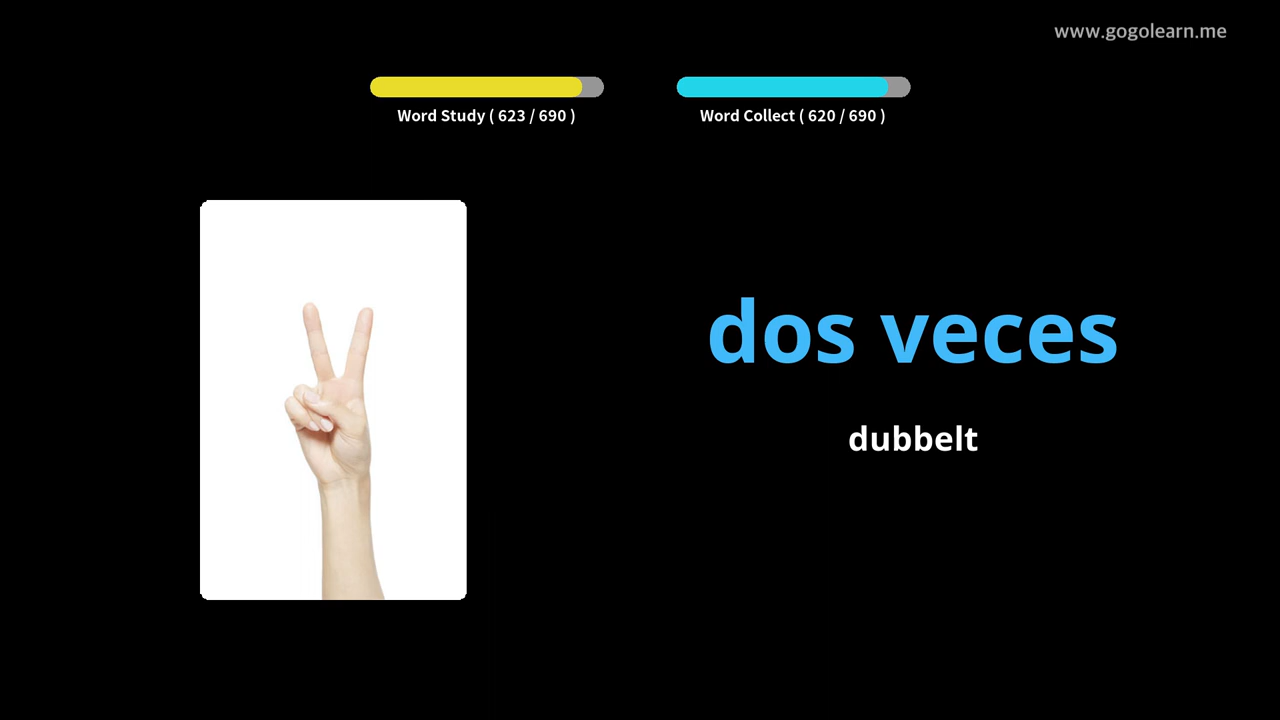 www.gogolearn.me
Word Study ( 623 / 690 )
Word Collect ( 620 / 690 )
dos veces
dubbelt